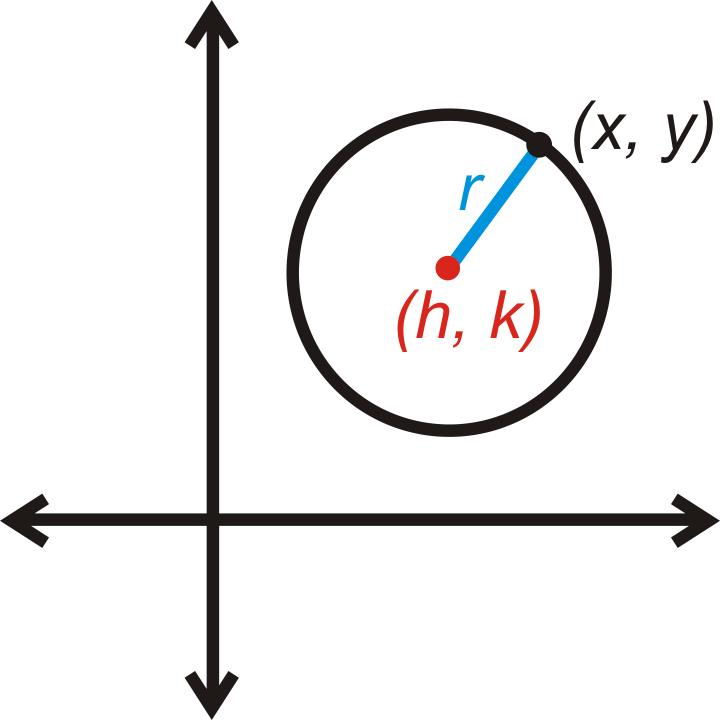 (x, y)
r
(h, k)